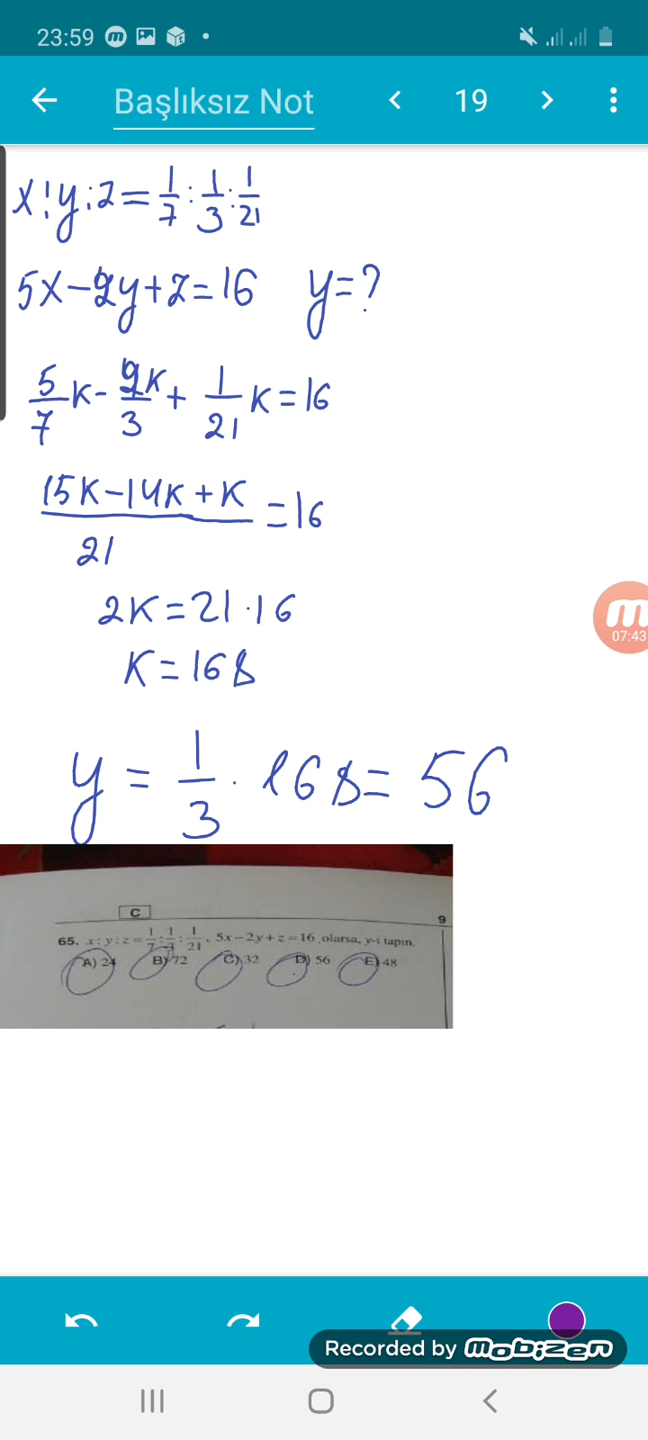 23:59
Başlıksız Not 19
x:y:z=1/7:1/3:1/21
5x-2y+z=16 y=?
5/7 K - 2K/3 + 1/21 K = 16
(15K-14K+K)/21 = 16
2K=21·16
K=168
07:43
y = 1/3 · 168 = 56
C
9
65. x:y:z=1/7:1/3:1/21, 5x-2y+z=16, olarsa, y-i tapın.
A) 24 B) 72 C) 32 D) 56 E) 48
Recorded by mobizen